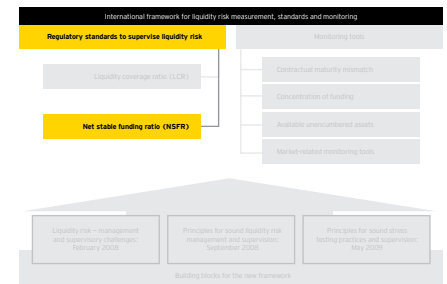 International framework for liquidity risk measurement, standards and monitoring
Regulatory standards to supervise liquidity risk
Monitoring tools
Liquidity coverage ratio (LCR)
Net stable funding ratio (NSFR)
Contractual maturity mismatch
Concentration of funding
Available unencumbered assets
Market-related monitoring tools
Liquidity risk — management
and supervisory challenges:
February 2008
Principles for sound liquidity risk
management and supervision:
September 2008
Principles for sound stress
testing practices and supervision:
May 2009
Building blocks for the new framework